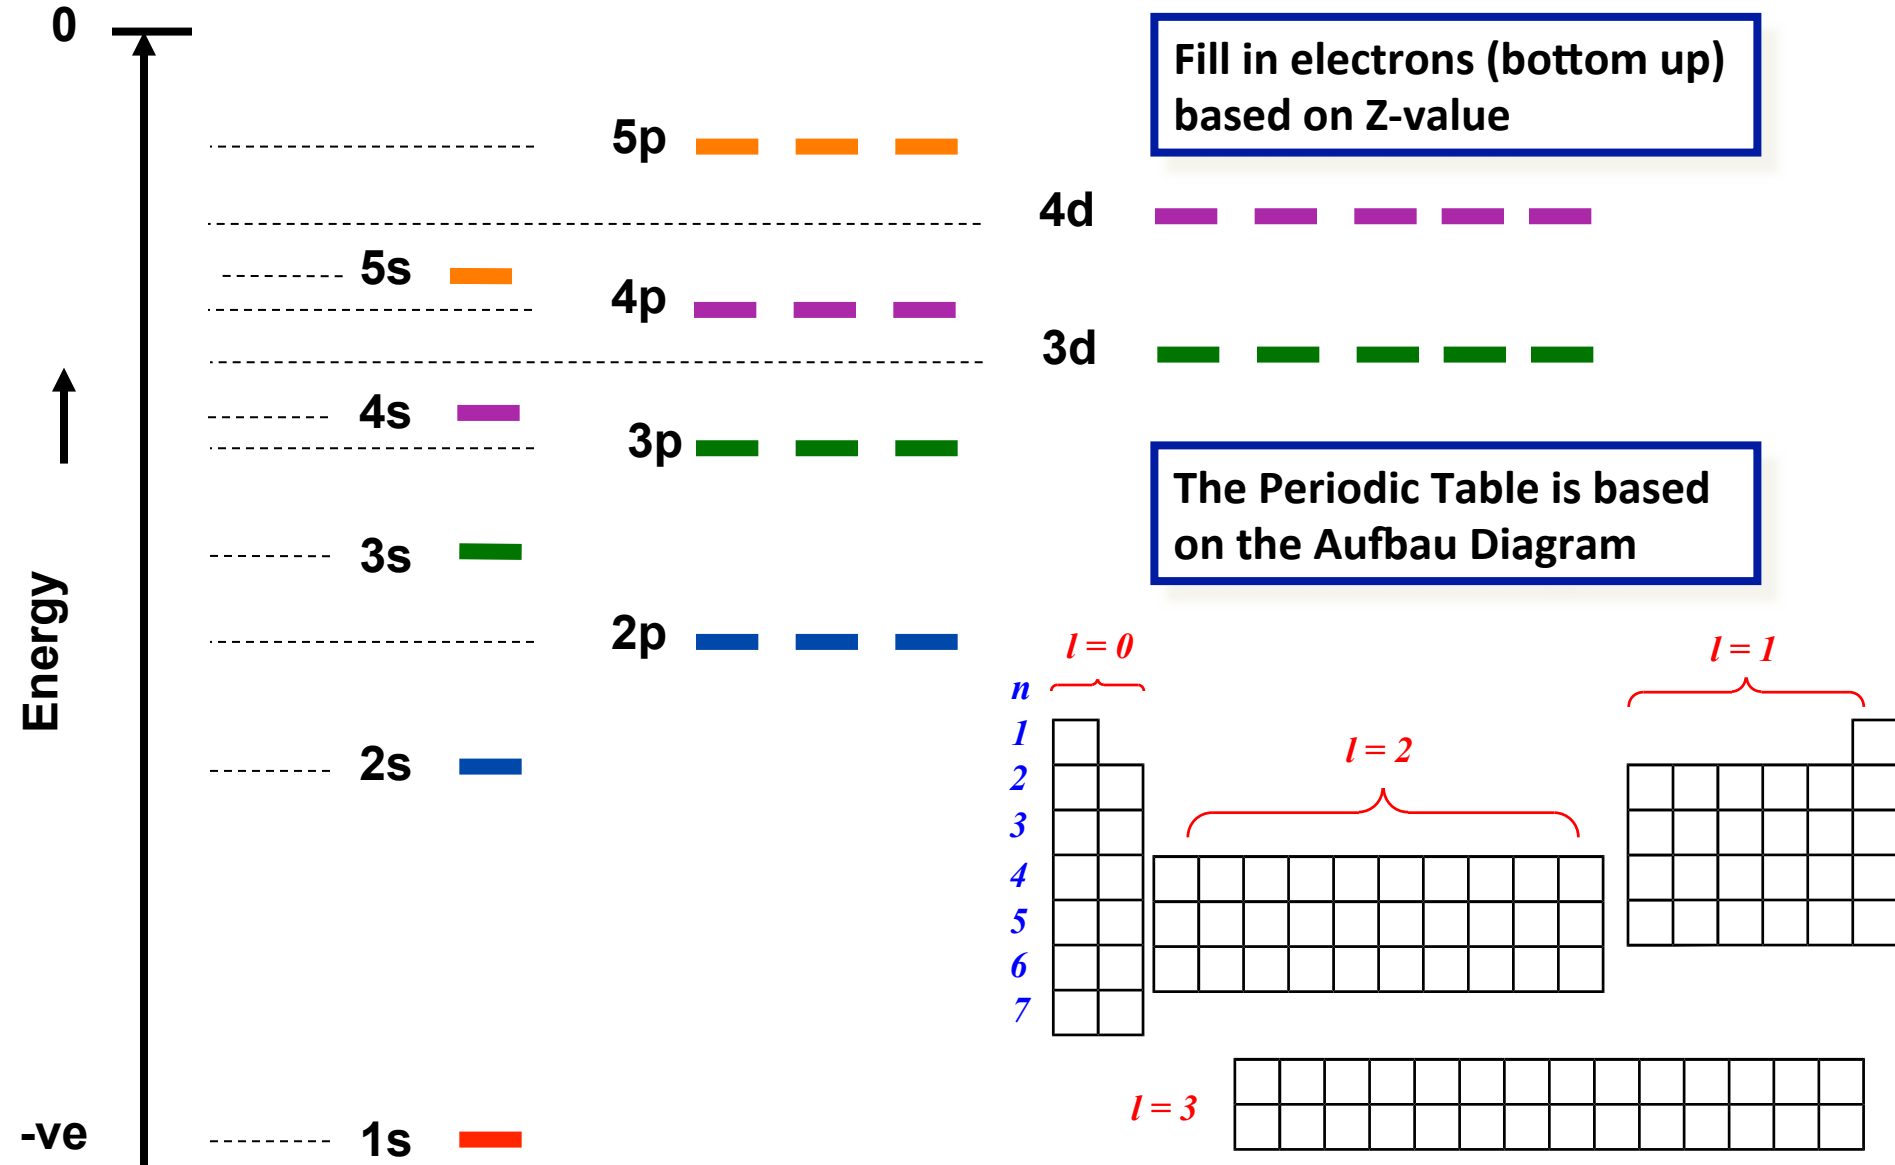 0
Fill in electrons (bottom up)
based on Z-value
5p
4d
5s
4p
3d
4s
3p
The Periodic Table is based
on the Aufbau Diagram
3s
Energy
2p
l = 0
l = 1
n
1
l = 2
2
2s
3
4
5
6
7
l = 3
-ve
1s